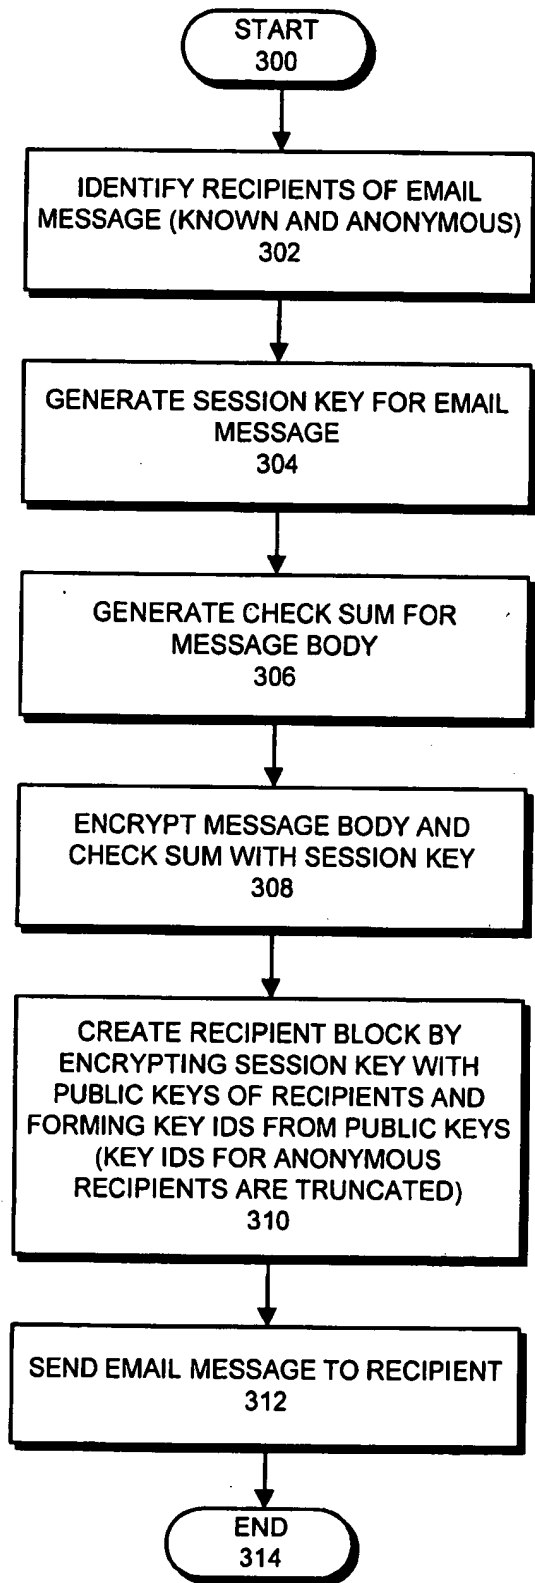 START
300
IDENTIFY RECIPIENTS OF EMAIL
MESSAGE (KNOWN AND ANONYMOUS)
302
GENERATE SESSION KEY FOR EMAIL
MESSAGE
304
GENERATE CHECK SUM FOR
MESSAGE BODY
306
ENCRYPT MESSAGE BODY AND
CHECK SUM WITH SESSION KEY
308
CREATE RECIPIENT BLOCK BY
ENCRYPTING SESSION KEY WITH
PUBLIC KEYS OF RECIPIENTS AND
FORMING KEY IDS FROM PUBLIC KEYS
(KEY IDS FOR ANONYMOUS
RECIPIENTS ARE TRUNCATED)
310
SEND EMAIL MESSAGE TO RECIPIENT
312
END
314